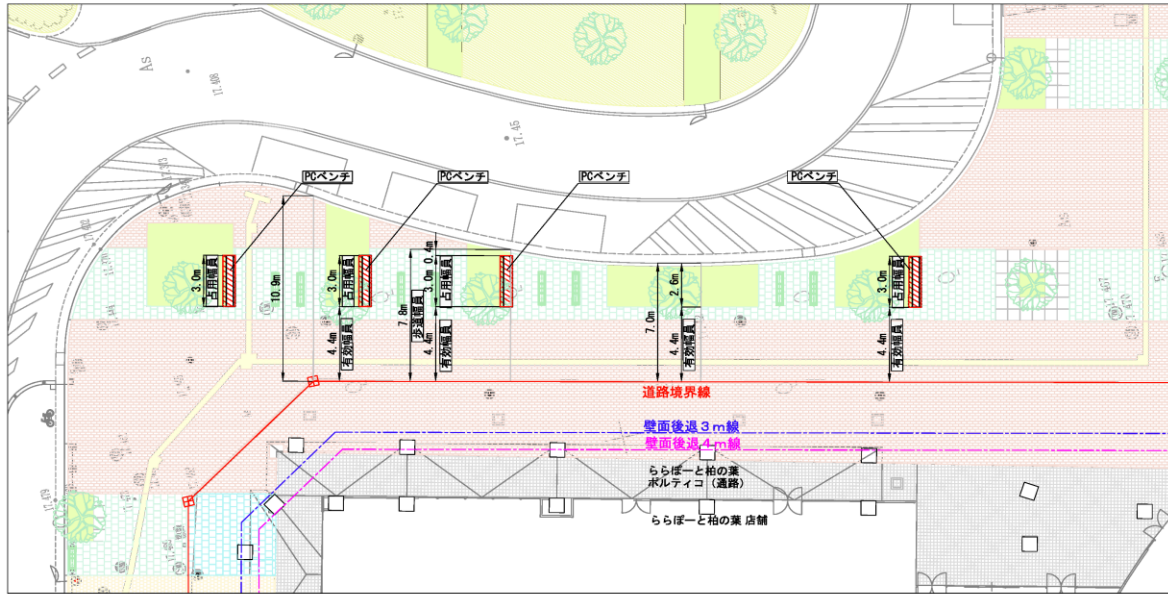 As
17.408
17.45
PCベンチ
PCベンチ
PCベンチ
PCベンチ
3.0m
占用幅員
10.9m
3.0m
占用幅員
4.4m
有効幅員
7.8m
歩道幅員
0.4m
3.0m
占用幅員
4.4m
有効幅員
7.0m
2.6m
4.4m
有効幅員
3.0m
占用幅員
4.4m
有効幅員
道路境界線
壁面後退3m線
壁面後退4m線
ららぽーと柏の葉
ポルティコ（通路）
ららぽーと柏の葉 店舗